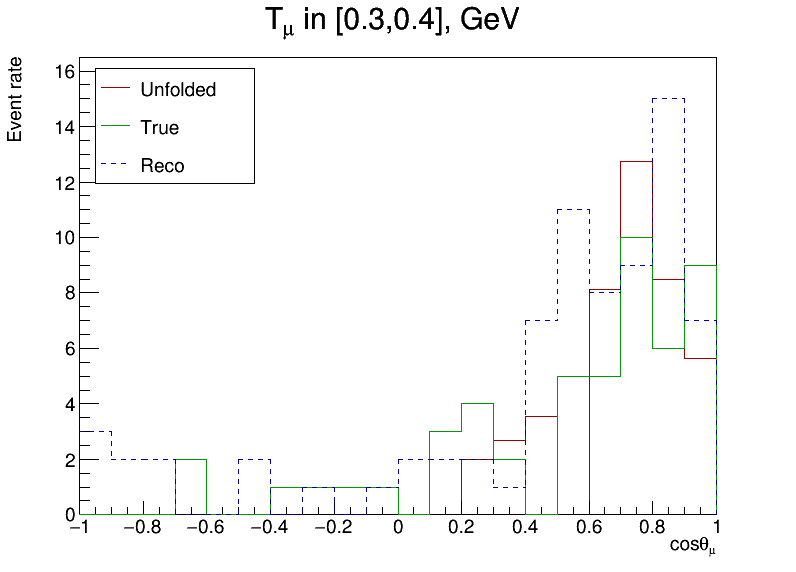 T_μ in [0.3,0.4], GeV
Event rate
Unfolded
True
Reco
16
14
12
10
8
6
4
2
0
−1 −0.8 −0.6 −0.4 −0.2 0 0.2 0.4 0.6 0.8 1
cosθ_μ